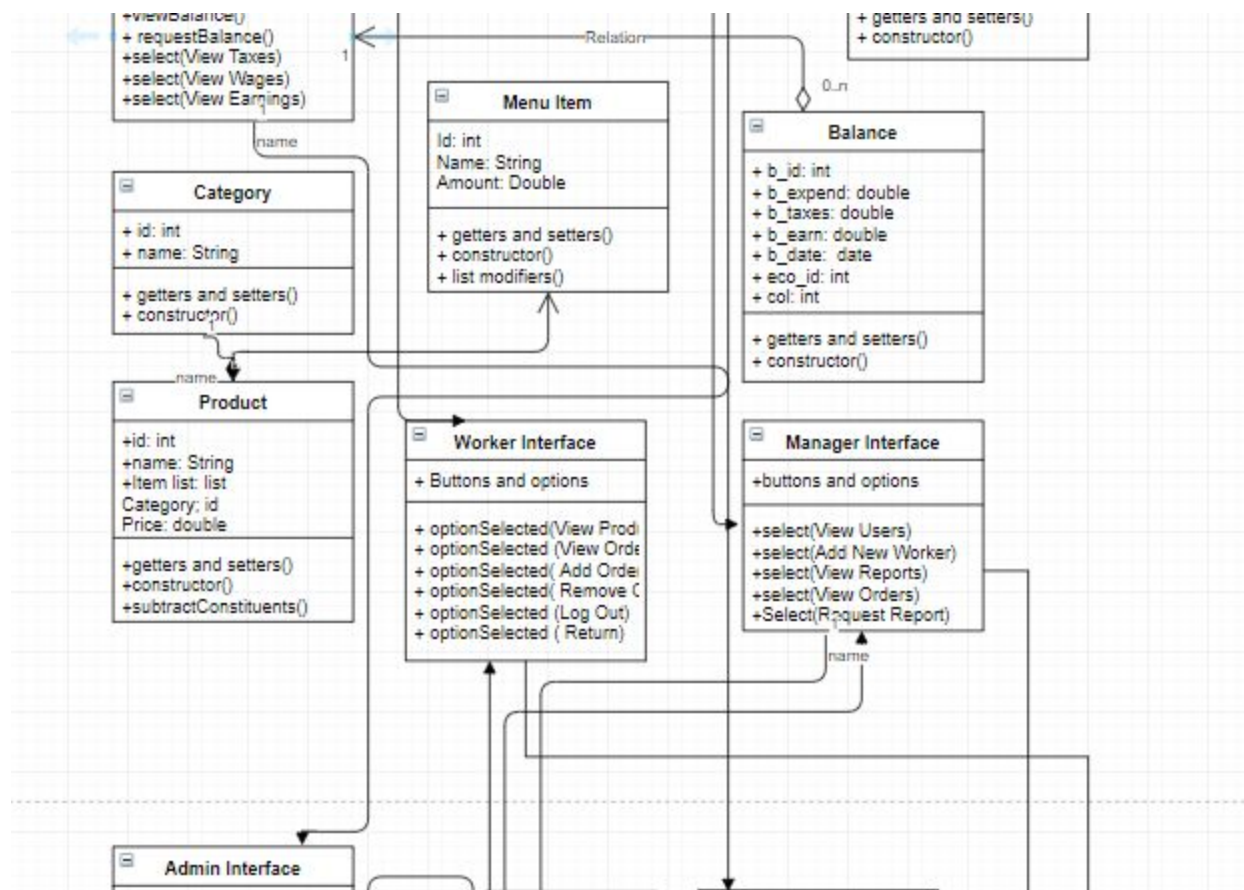 +viewBalance()
+ requestBalance()
+select(View Taxes)
+select(View Wages)
+select(View Earnings)
1
1
name
Relation
0..n
+ getters and setters()
+ constructor()
Menu Item
Id: int
Name: String
Amount: Double
+ getters and setters()
+ constructor()
+ list modifiers()
Balance
+ b_id: int
+ b_expend: double
+ b_taxes: double
+ b_earn: double
+ b_date:  date
+ eco_id: int
+ col: int
+ getters and setters()
+ constructor()
Category
+ id: int
+ name: String
+ getters and setters()
+ constructor()
1
name
Product
+id: int
+name: String
+Item list: list
Category; id
Price: double
+getters and setters()
+constructor()
+subtractConstituents()
Worker Interface
+ Buttons and options
+ optionSelected(View Prod
+ optionSelected (View Orde
+ optionSelected( Add Orde
+ optionSelected( Remove
+ optionSelected (Log Out)
+ optionSelected ( Return)
Manager Interface
+buttons and options
+select(View Users)
+select(Add New Worker)
+select(View Reports)
+select(View Orders)
+Select(Request Report)
1
name
Admin Interface